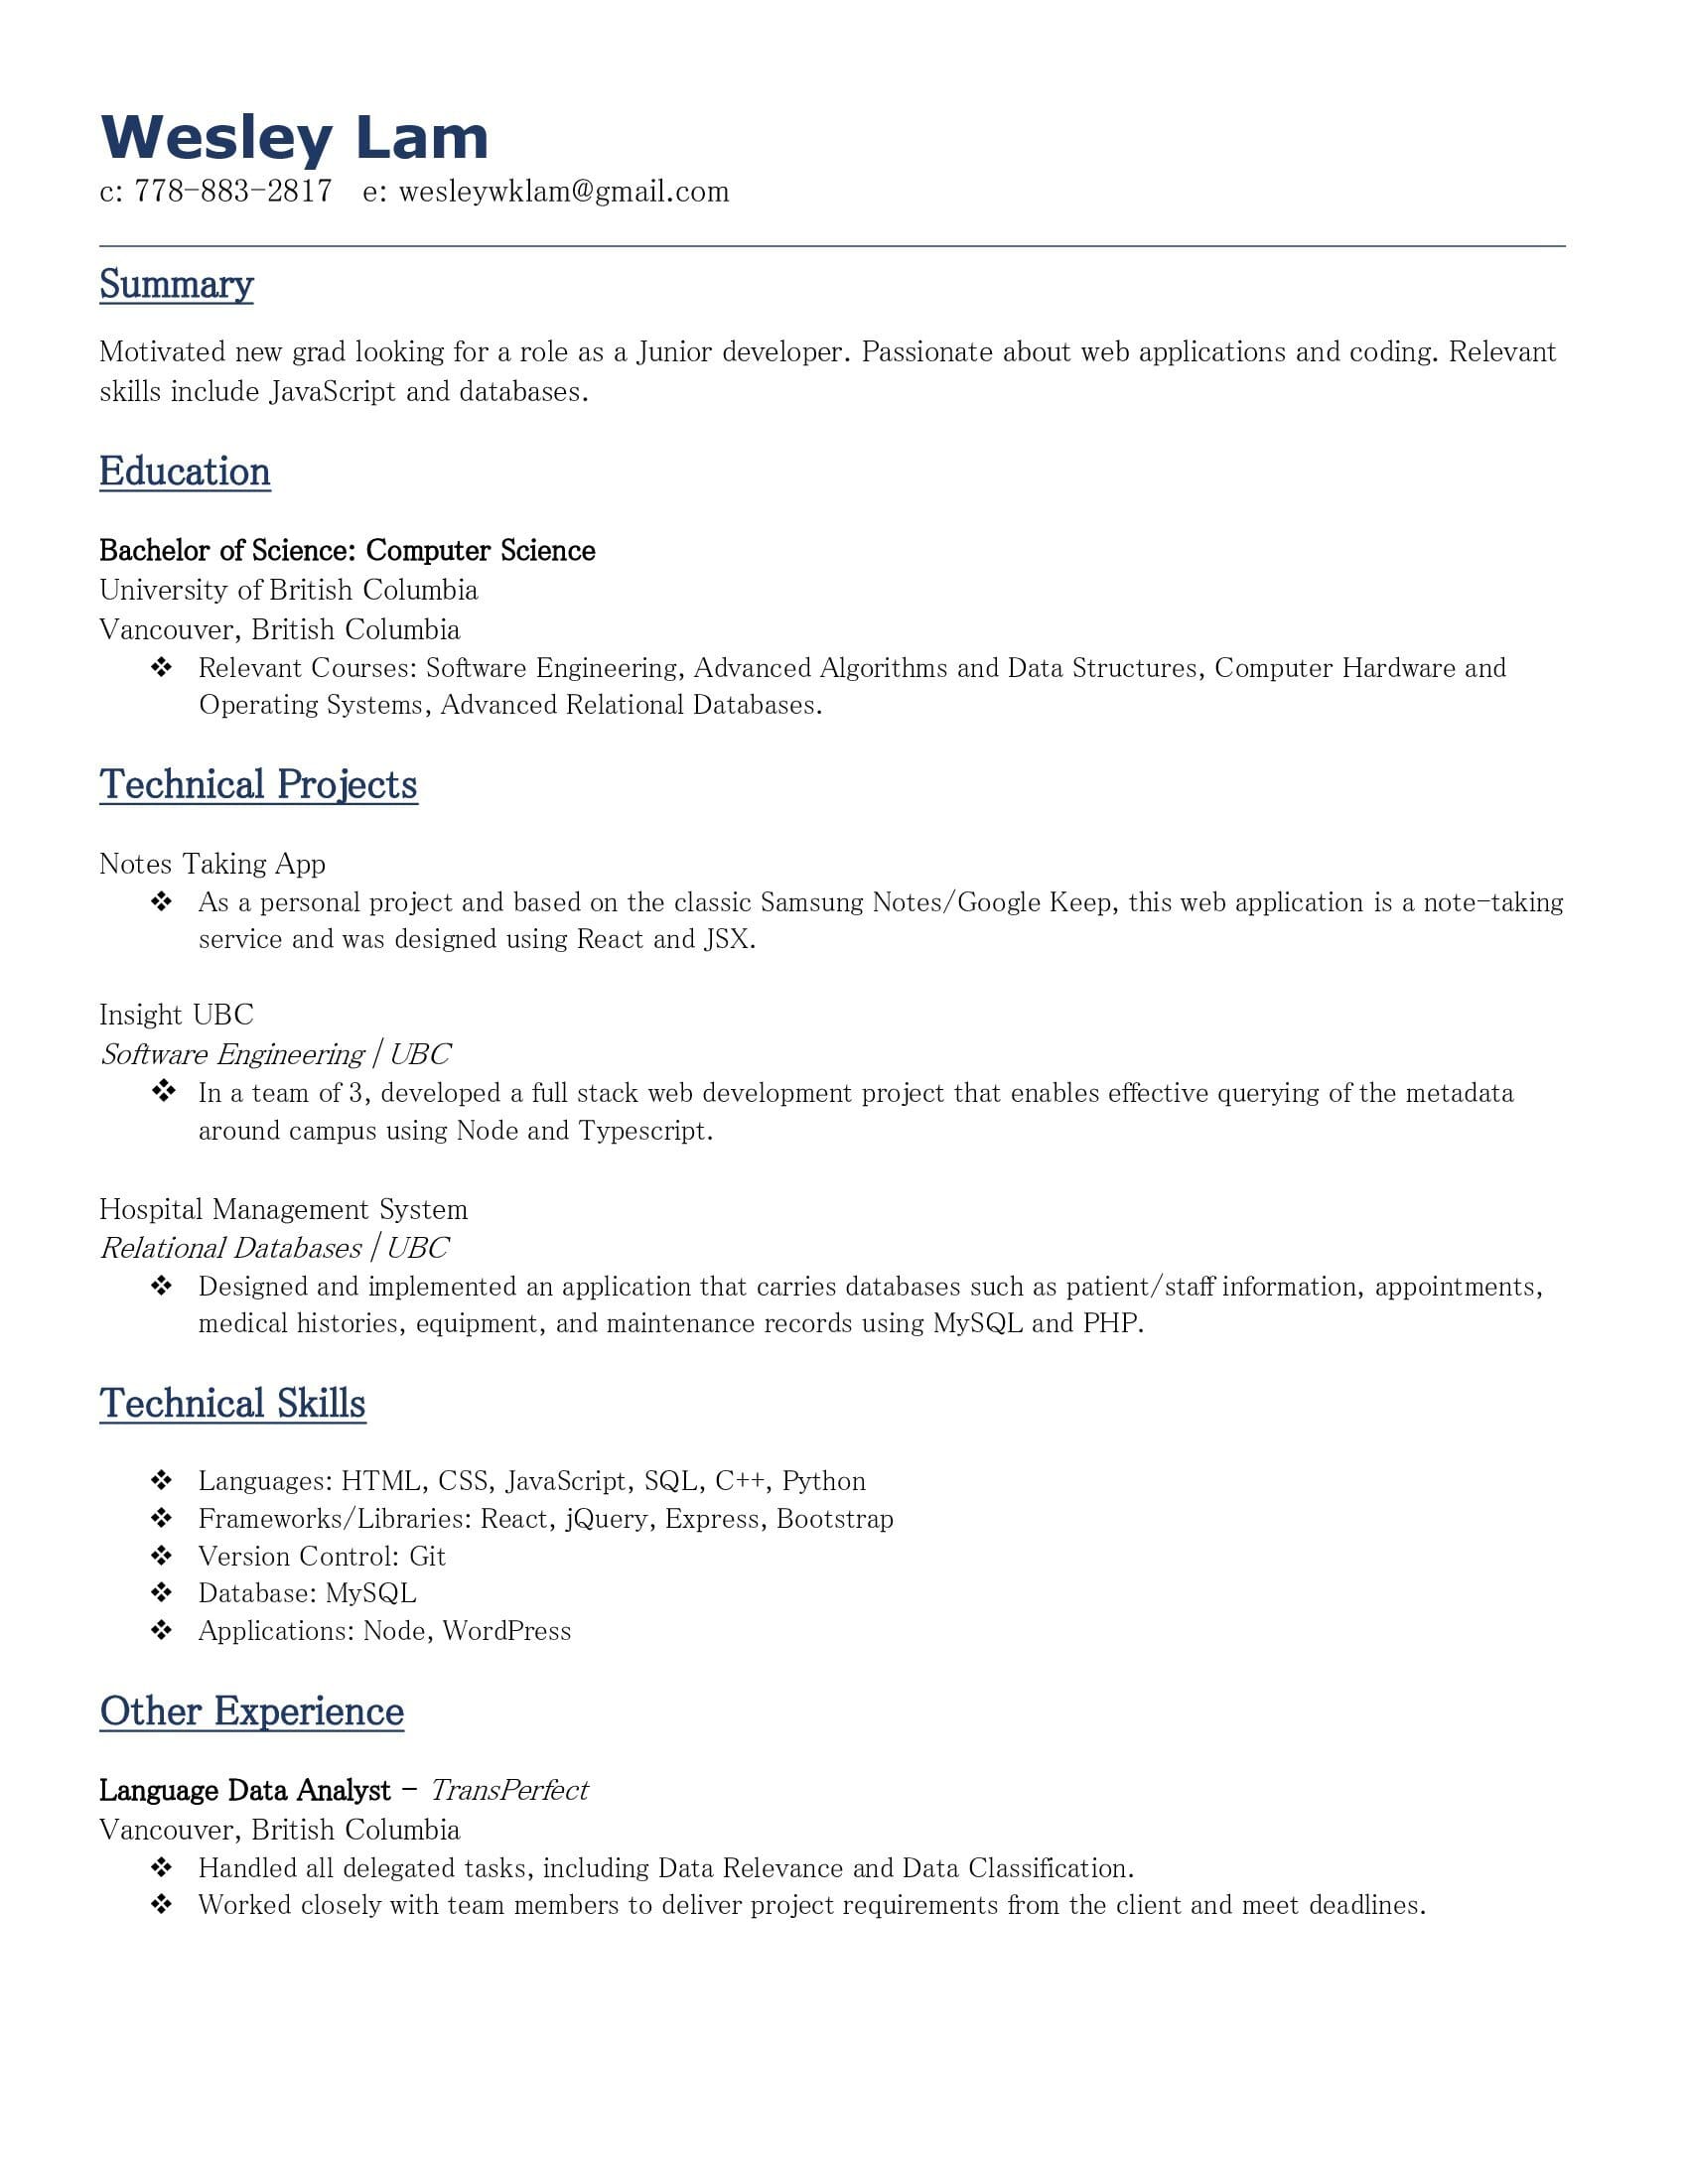 Wesley Lam
c: 778-883-2817 e: wesleywklam@gmail.com
Summary
Motivated new grad looking for a role as a Junior developer. Passionate about web applications and coding. Relevant
skills include JavaScript and databases.
Education
Bachelor of Science: Computer Science
University of British Columbia
Vancouver, British Columbia
❖ Relevant Courses: Software Engineering, Advanced Algorithms and Data Structures, Computer Hardware and
Operating Systems, Advanced Relational Databases.
Technical Projects
Notes Taking App
❖ As a personal project and based on the classic Samsung Notes/Google Keep, this web application is a note-taking
service and was designed using React and JSX.
Insight UBC
Software Engineering | UBC
❖ In a team of 3, developed a full stack web development project that enables effective querying of the metadata
around campus using Node and Typescript.
Hospital Management System
Relational Databases | UBC
❖ Designed and implemented an application that carries databases such as patient/staff information, appointments,
medical histories, equipment, and maintenance records using MySQL and PHP.
Technical Skills
❖ Languages: HTML, CSS, JavaScript, SQL, C++, Python
❖ Frameworks/Libraries: React, jQuery, Express, Bootstrap
❖ Version Control: Git
❖ Database: MySQL
❖ Applications: Node, WordPress
Other Experience
Language Data Analyst - TransPerfect
Vancouver, British Columbia
❖ Handled all delegated tasks, including Data Relevance and Data Classification.
❖ Worked closely with team members to deliver project requirements from the client and meet deadlines.